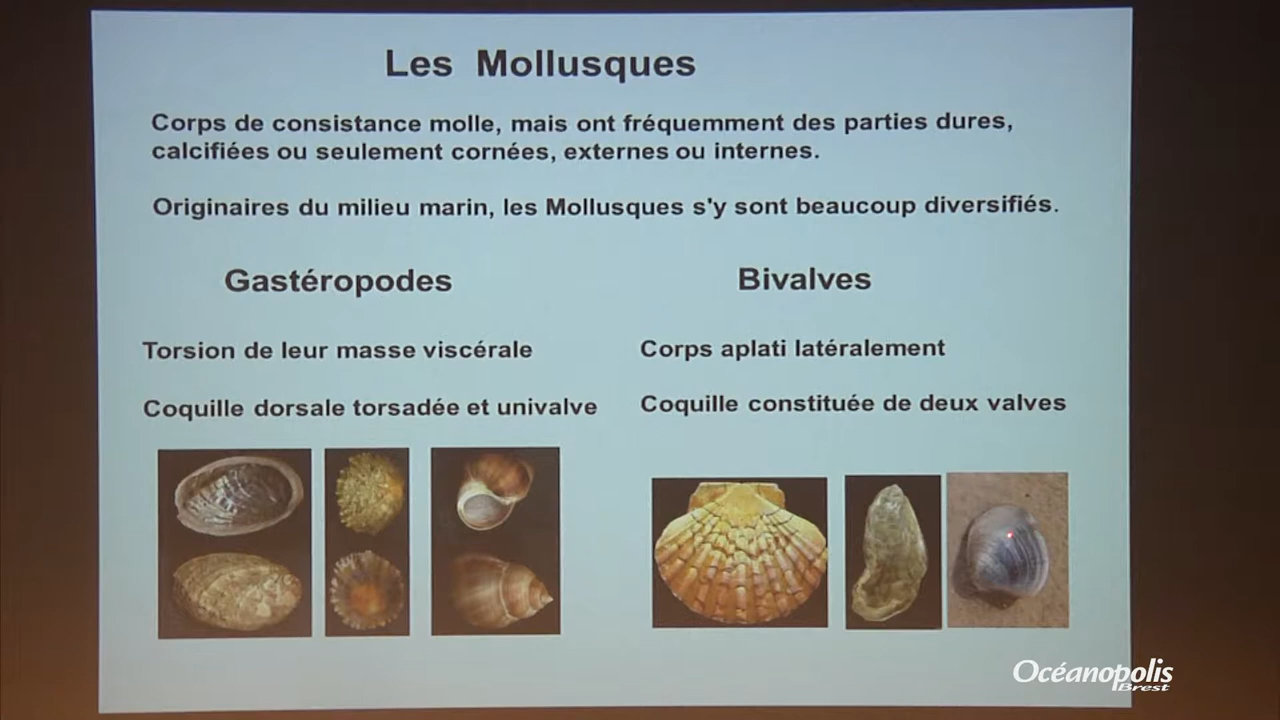 Les Mollusques
Corps de consistance molle, mais ont fréquemment des parties dures,
calcifiées ou seulement cornées, externes ou internes.
Originaires du milieu marin, les Mollusques s'y sont beaucoup diversifiés.
Gastéropodes
Torsion de leur masse viscérale
Coquille dorsale torsadée et univalve
Bivalves
Corps aplati latéralement
Coquille constituée de deux valves
Océanopolis
Brest